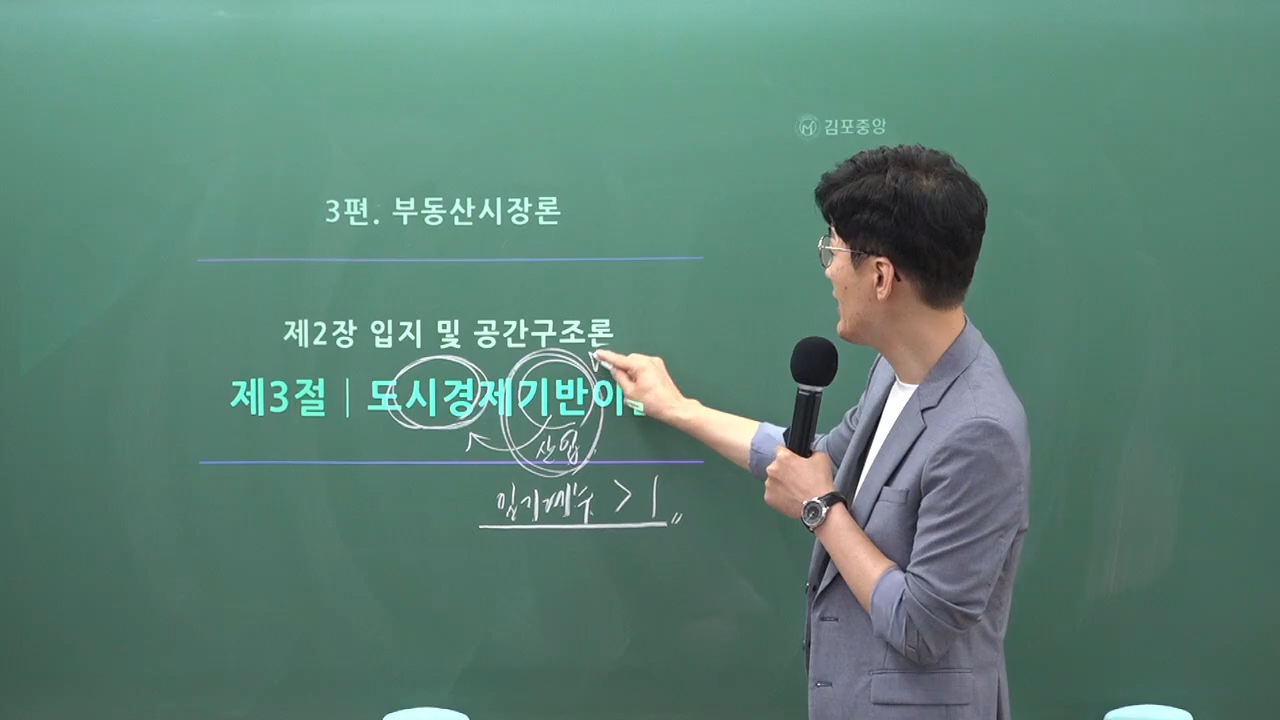 김포중앙
3편. 부동산시장론
제2장 입지 및 공간구조론
제3절 | 도시경제기반이
산업
입지계수 > 1